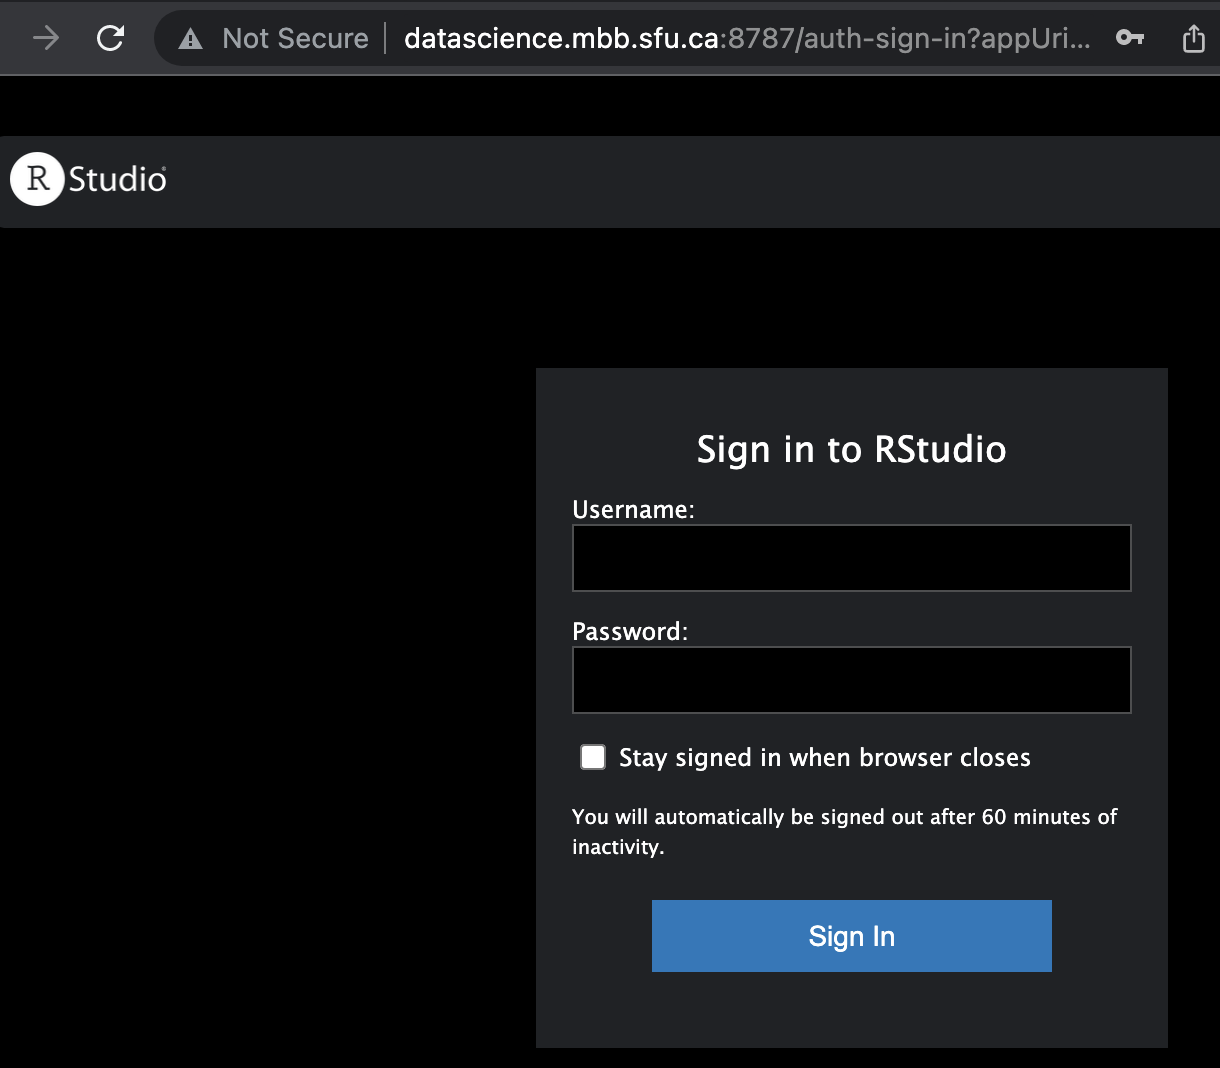 Not Secure datascience.mbb.sfu.ca:8787/auth-sign-in?appUri...
R Studio
Sign in to RStudio
Username:
Password:
Stay signed in when browser closes
You will automatically be signed out after 60 minutes of
inactivity.
Sign In